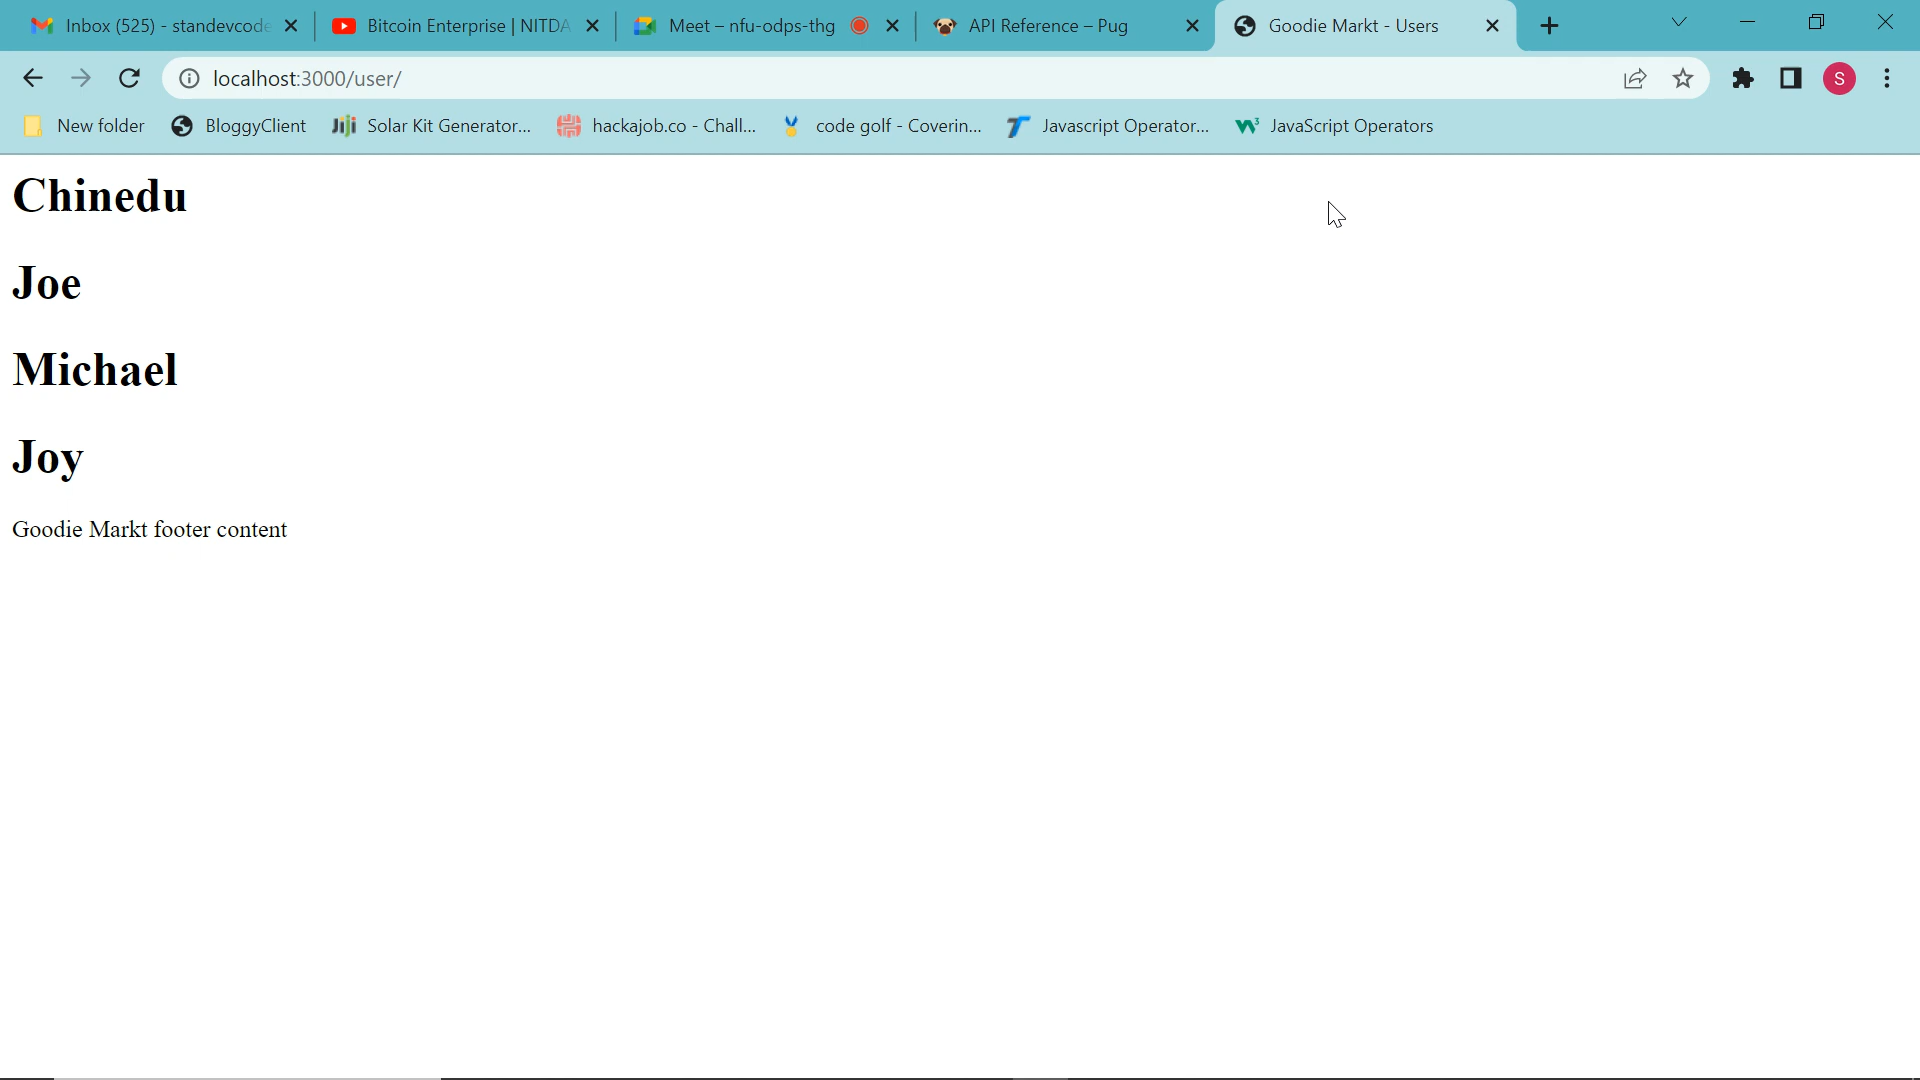 Inbox (525) - standevcode
Bitcoin Enterprise | NITDA
Meet – nfu-odps-thg
API Reference – Pug
Goodie Markt - Users
localhost:3000/user/
S
New folder
BloggyClient
Jiji
Solar Kit Generator...
hackajob.co - Chall...
code golf - Coverin...
Javascript Operator...
JavaScript Operators
Chinedu
Joe
Michael
Joy
Goodie Markt footer content